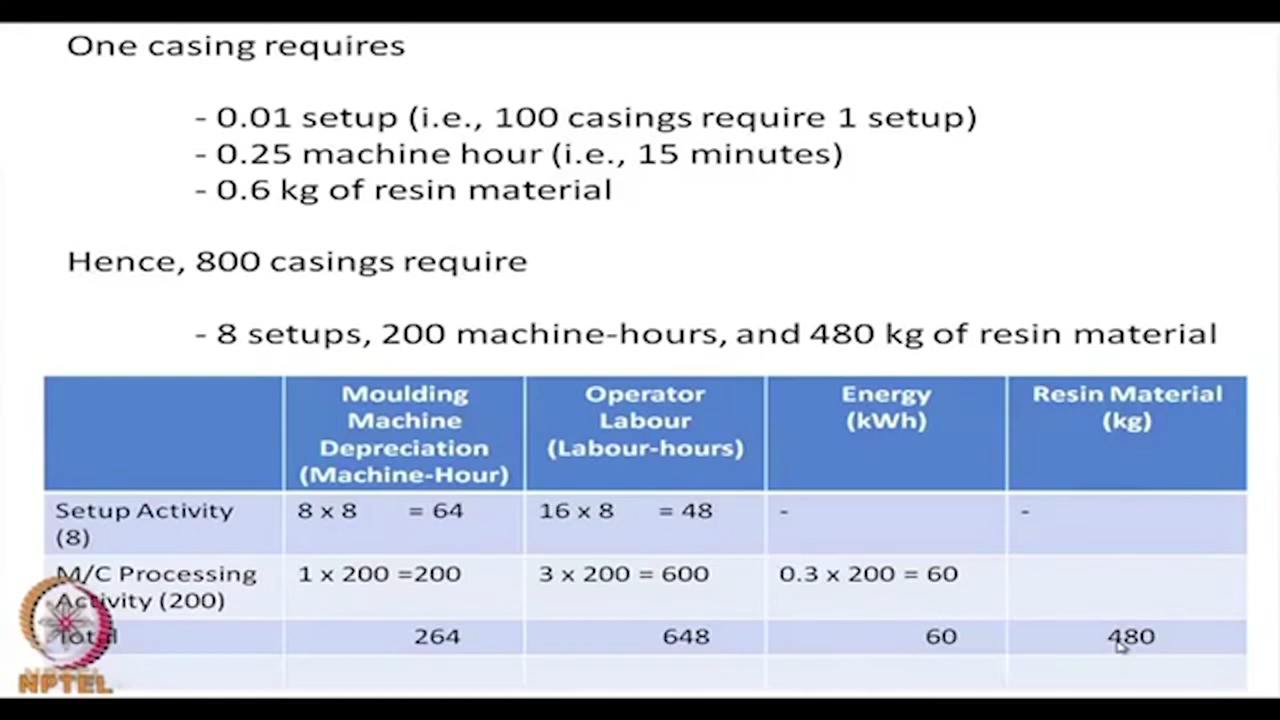 One casing requires
- 0.01 setup (i.e., 100 casings require 1 setup)
- 0.25 machine hour (i.e., 15 minutes)
- 0.6 kg of resin material
Hence, 800 casings require
- 8 setups, 200 machine-hours, and 480 kg of resin material
Moulding Machine Depreciation (Machine-Hour) Operator Labour (Labour-hours) Energy (kWh) Resin Material (kg)
Setup Activity (8) 8 x 8 = 64 16 x 8 = 48 - -
M/C Processing Activity (200) 1 x 200 =200 3 x 200 = 600 0.3 x 200 = 60
Total 264 648 60 480
NPTEL